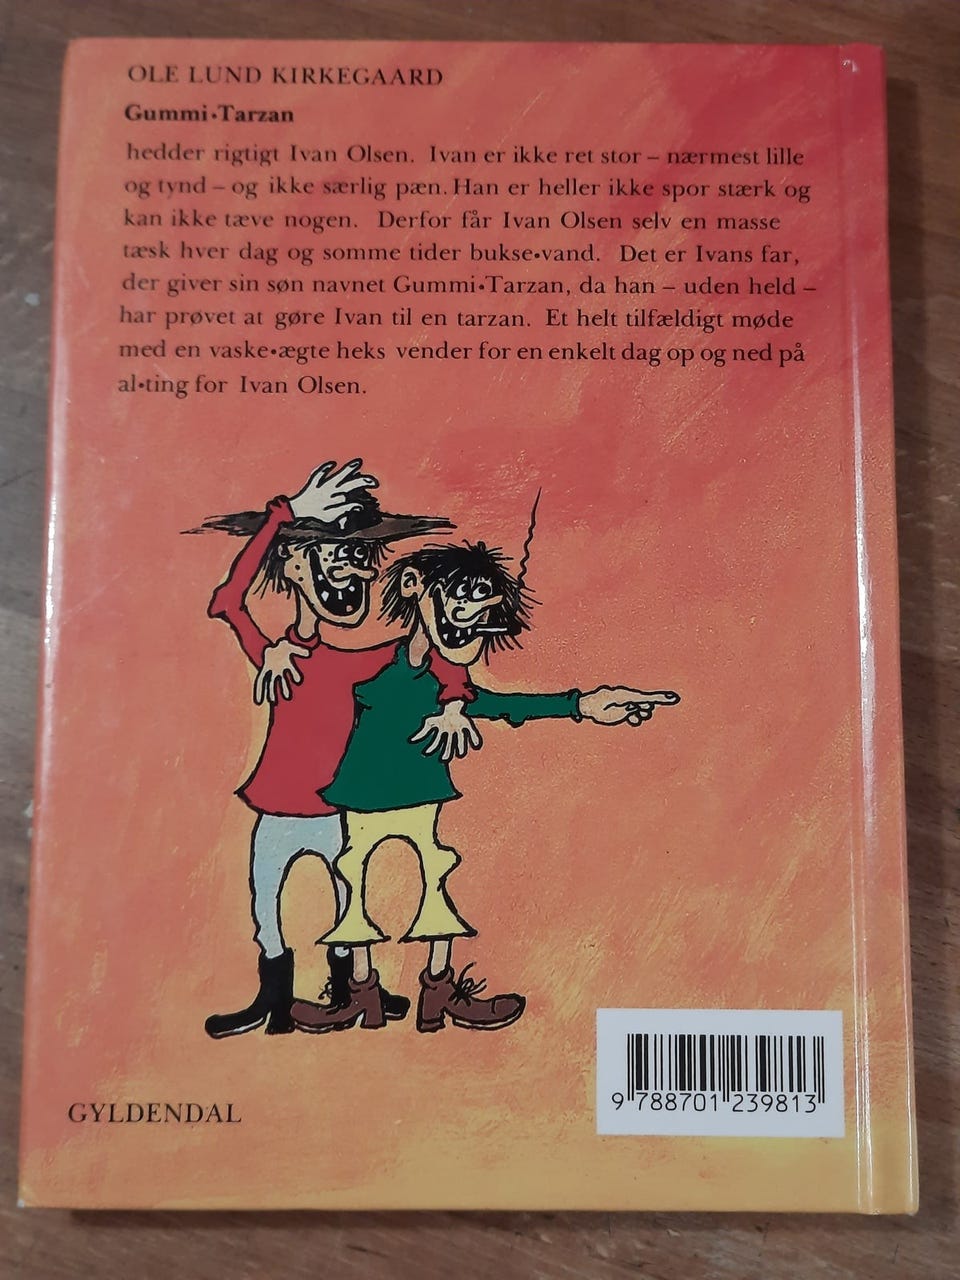 OLE LUND KIRKEGAARD
Gummi•Tarzan
hedder rigtigt Ivan Olsen. Ivan er ikke ret stor – nærmest lille
og tynd – og ikke særlig pæn. Han er heller ikke spor stærk og
kan ikke tæve nogen. Derfor får Ivan Olsen selv en masse
tæsk hver dag og somme tider bukse•vand. Det er Ivans far,
der giver sin søn navnet Gummi•Tarzan, da han – uden held –
har prøvet at gøre Ivan til en tarzan. Et helt tilfældigt møde
med en vaske•ægte heks vender for en enkelt dag op og ned på
al•ting for Ivan Olsen.
GYLDENDAL
9 788701 239813